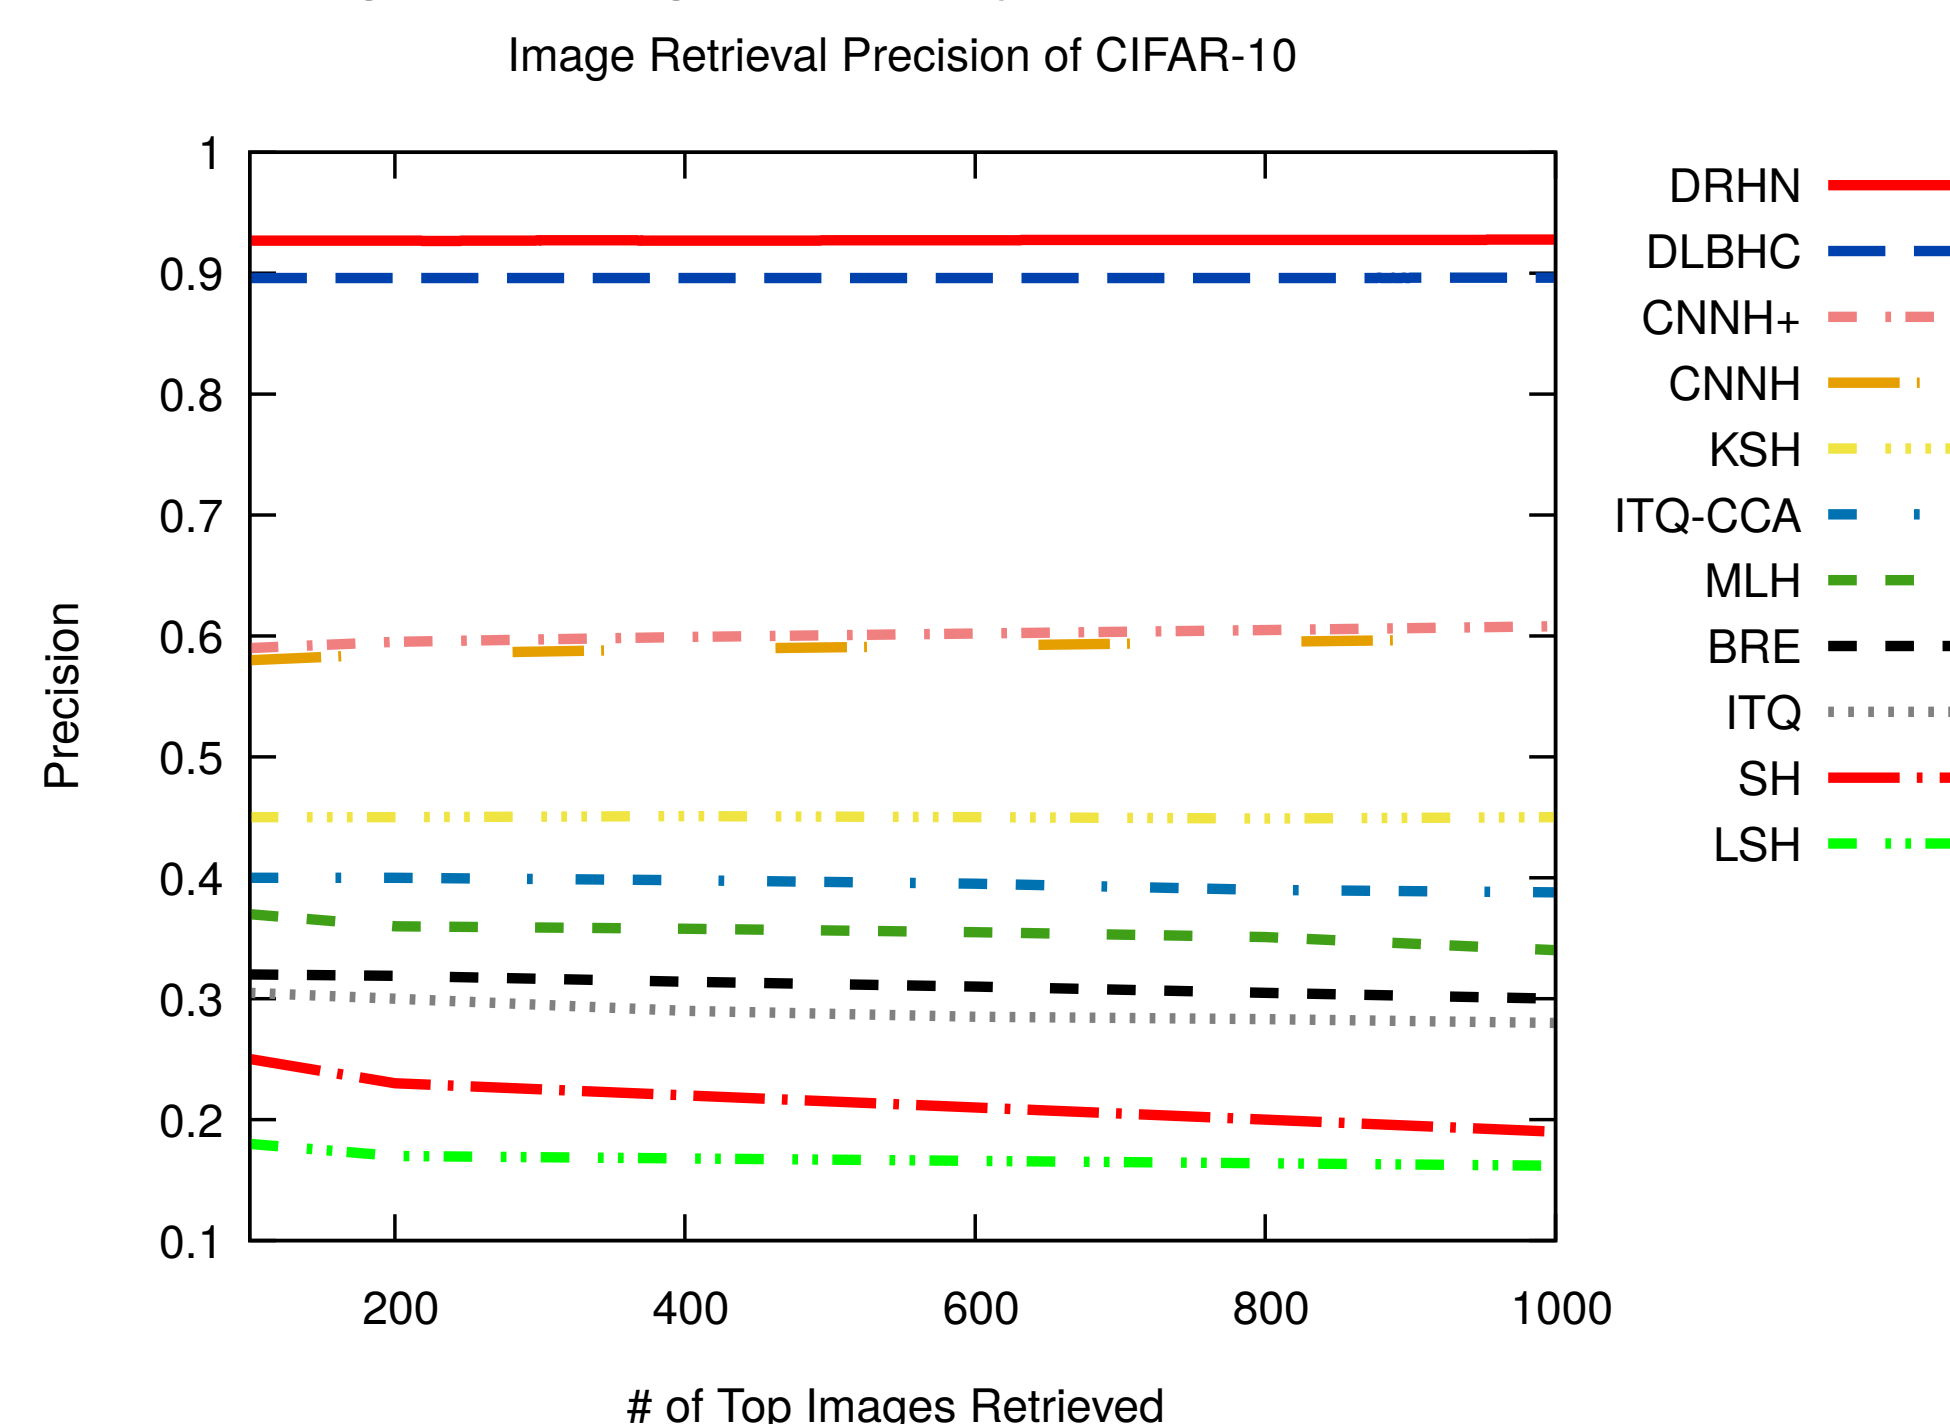 Image Retrieval Precision of CIFAR-10
1
0.9
0.8
0.7
0.6
0.5
0.4
0.3
0.2
0.1
Precision
200 400 600 800 1000
# of Top Images Retrieved
DRHN
DLBHC
CNNH+
CNNH
KSH
ITQ-CCA
MLH
BRE
ITQ
SH
LSH